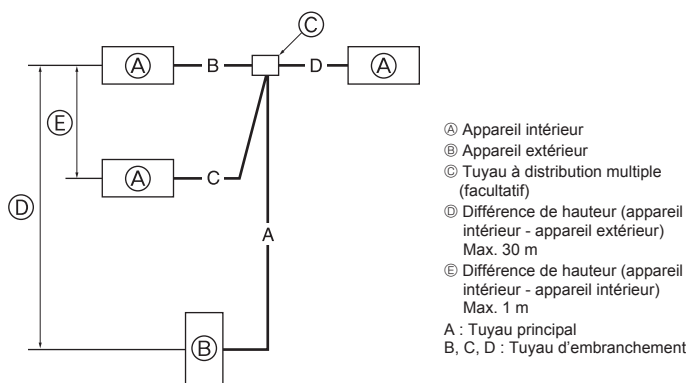 Ⓒ
Ⓐ B D Ⓐ
Ⓔ
Ⓐ C
Ⓓ
A
Ⓑ
Ⓐ Appareil intérieur
Ⓑ Appareil extérieur
Ⓒ Tuyau à distribution multiple
(facultatif)
Ⓓ Différence de hauteur (appareil
intérieur - appareil extérieur)
Max. 30 m
Ⓔ Différence de hauteur (appareil
intérieur - appareil intérieur)
Max. 1 m
A : Tuyau principal
B, C, D : Tuyau d’embranchement